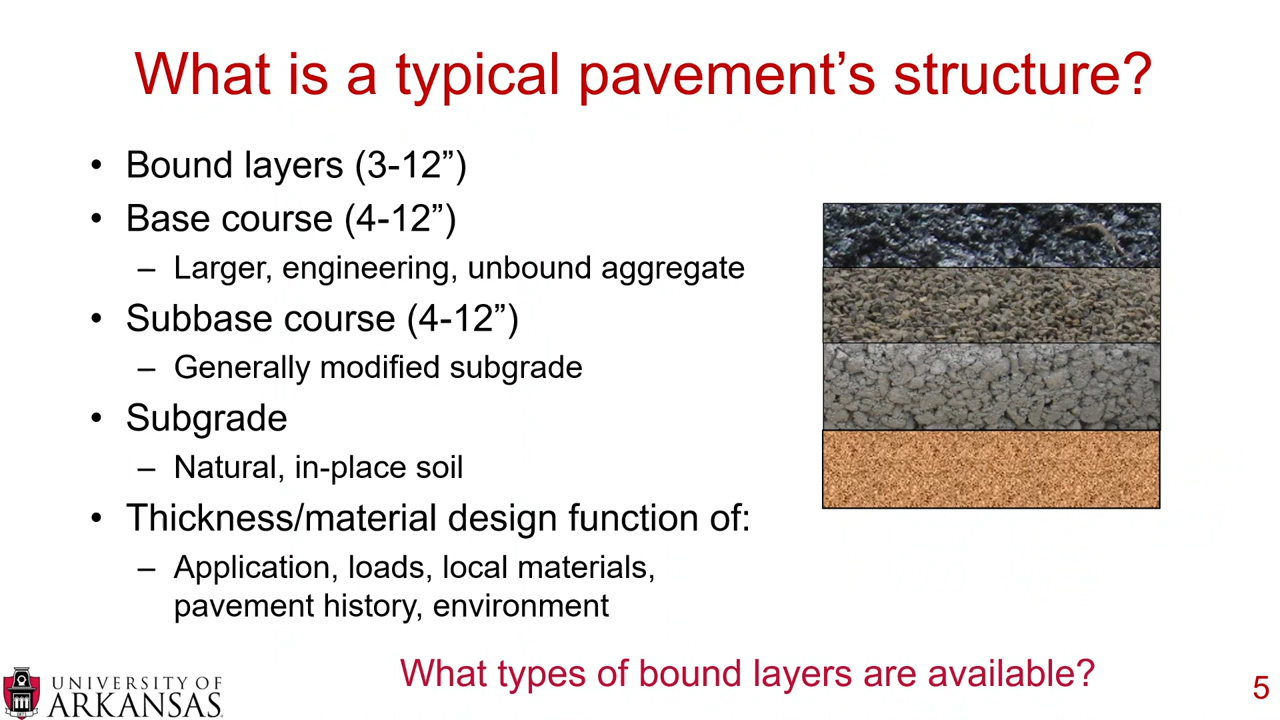 What is a typical pavement’s structure?
• Bound layers (3-12”)
• Base course (4-12”)
– Larger, engineering, unbound aggregate
• Subbase course (4-12”)
– Generally modified subgrade
• Subgrade
– Natural, in-place soil
• Thickness/material design function of:
– Application, loads, local materials,
pavement history, environment
What types of bound layers are available?
UNIVERSITY OF
ARKANSAS
5